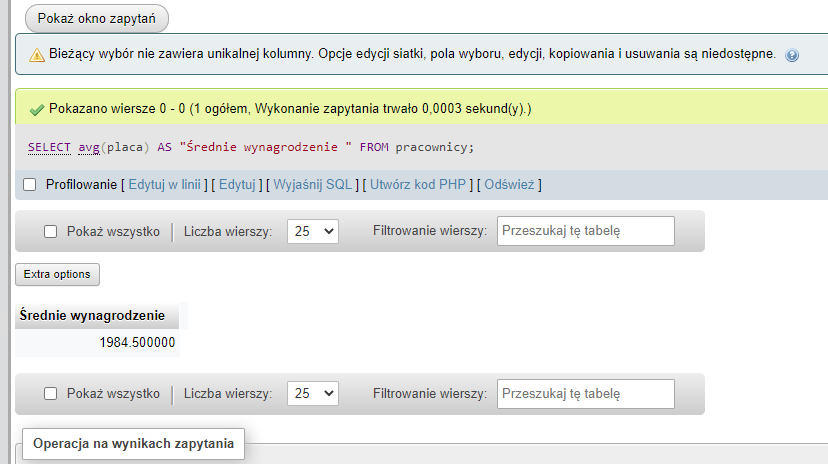 Pokaż okno zapytań
Bieżący wybór nie zawiera unikalnej kolumny. Opcje edycji siatki, pola wyboru, edycji, kopiowania i usuwania są niedostępne.
Pokazano wiersze 0 - 0 (1 ogółem, Wykonanie zapytania trwało 0,0003 sekund(y).)
SELECT avg(placa) AS "Średnie wynagrodzenie " FROM pracownicy;
Profilowanie [ Edytuj w linii ] [ Edytuj ] [ Wyjaśnij SQL ] [ Utwórz kod PHP ] [ Odśwież ]
Pokaż wszystko Liczba wierszy: 25 Filtrowanie wierszy: Przeszukaj tę tabelę
Extra options
Średnie wynagrodzenie
1984.500000
Pokaż wszystko Liczba wierszy: 25 Filtrowanie wierszy: Przeszukaj tę tabelę
Operacja na wynikach zapytania